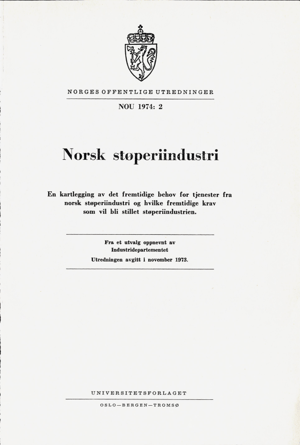 NORGES OFFENTLIGE UTREDNINGER
NOU 1974: 2
Norsk støperiindustri
En kartlegging av det fremtidige behov for tjenester fra
norsk støperiindustri og hvilke fremtidige krav
som vil bli stillet støperiindustrien.
Fra et utvalg oppnevnt av
Industridepartementet
Utredningen avgitt i november 1973.
UNIVERSITETSFORLAGET
OSLO—BERGEN—TROMSØ